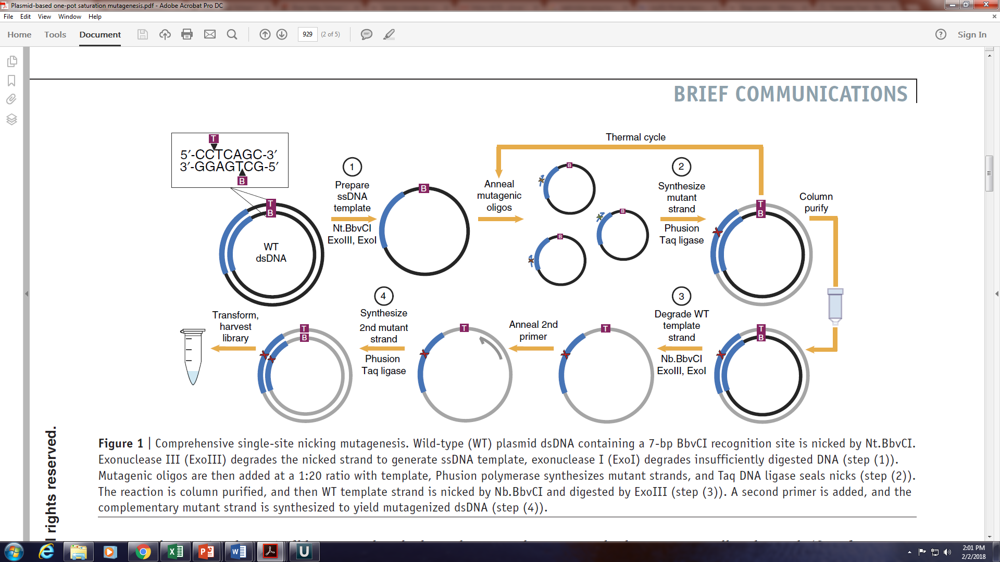 Plasmid-based one-pot saturation mutagenesis.pdf - Adobe Acrobat Pro DC
File Edit View Window Help
Home Tools Document 929 (2 of 5) Sign In
BRIEF COMMUNICATIONS
T
5′-CCTCAGC-3′
3′-GGAGTCG-5′
B
T
B
WT
dsDNA
1
Prepare
ssDNA
template
Nt.BbvCI
ExoIII, ExoI
B
Anneal
mutagenic
oligos
Thermal cycle
B
B
B
2
Synthesize
mutant
strand
Phusion
Taq ligase
T
B
Column
purify
T
B
3
Degrade WT
template
strand
Nb.BbvCI
ExoIII, ExoI
T
Anneal 2nd
primer
T
4
Synthesize
2nd mutant
strand
Phusion
Taq ligase
T
B
Transform,
harvest
library
Figure 1 | Comprehensive single-site nicking mutagenesis. Wild-type (WT) plasmid dsDNA containing a 7-bp BbvCI recognition site is nicked by Nt.BbvCI.
Exonuclease III (ExoIII) degrades the nicked strand to generate ssDNA template, exonuclease I (ExoI) degrades insufficiently digested DNA (step (1)).
Mutagenic oligos are then added at a 1:20 ratio with template, Phusion polymerase synthesizes mutant strands, and Taq DNA ligase seals nicks (step (2)).
The reaction is column purified, and then WT template strand is nicked by Nb.BbvCI and digested by ExoIII (step (3)). A second primer is added, and the
complementary mutant strand is synthesized to yield mutagenized dsDNA (step (4)).
rights reserved.
2:01 PM
2/2/2018